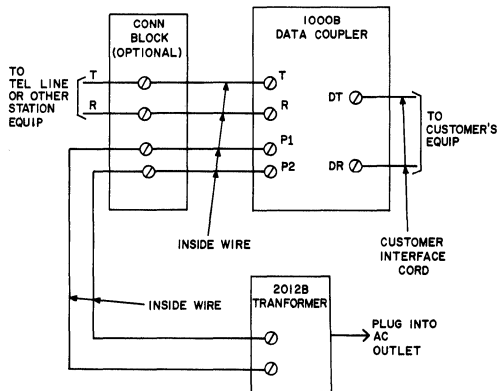 CONN
BLOCK
(OPTIONAL)
1000B
DATA COUPLER
TO
TEL LINE
OR OTHER
STATION
EQUIP
T
R
T
R
P1
P2
DT
DR
TO
CUSTOMER'S
EQUIP
INSIDE WIRE
CUSTOMER
INTERFACE
CORD
INSIDE WIRE
2012B
TRANFORMER
PLUG INTO
AC
OUTLET